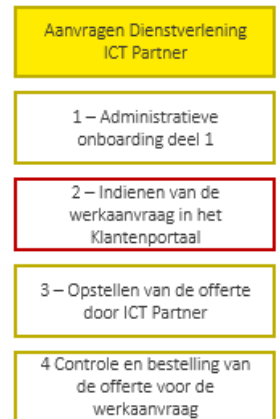 Aanvragen Dienstverlening
ICT Partner
1 – Administratieve
onboarding deel 1
2 – Indienen van de
werkaanvraag in het
Klantenportaal
3 – Opstellen van de offerte
door ICT Partner
4 Controle en bestelling van
de offerte voor de
werkaanvraag